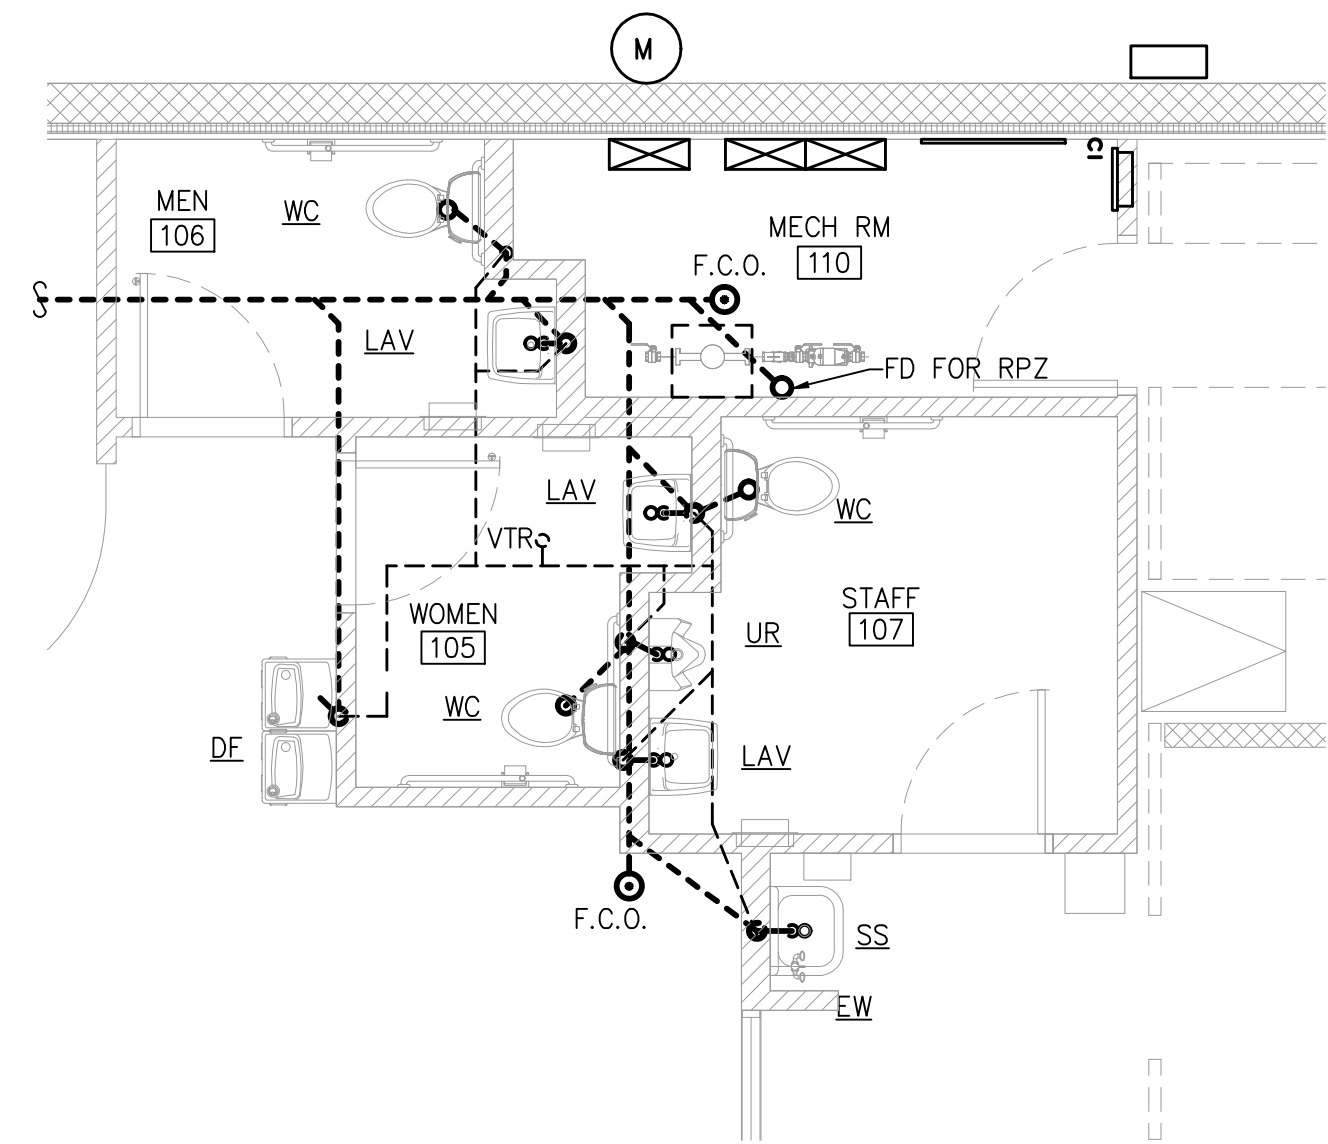 M
MEN
106
WC
MECH RM
110
F.C.O.
S
LAV
FD FOR RPZ
LAV
WC
VTR
WOMEN
105
STAFF
107
UR
WC
DF
LAV
F.C.O.
SS
EW